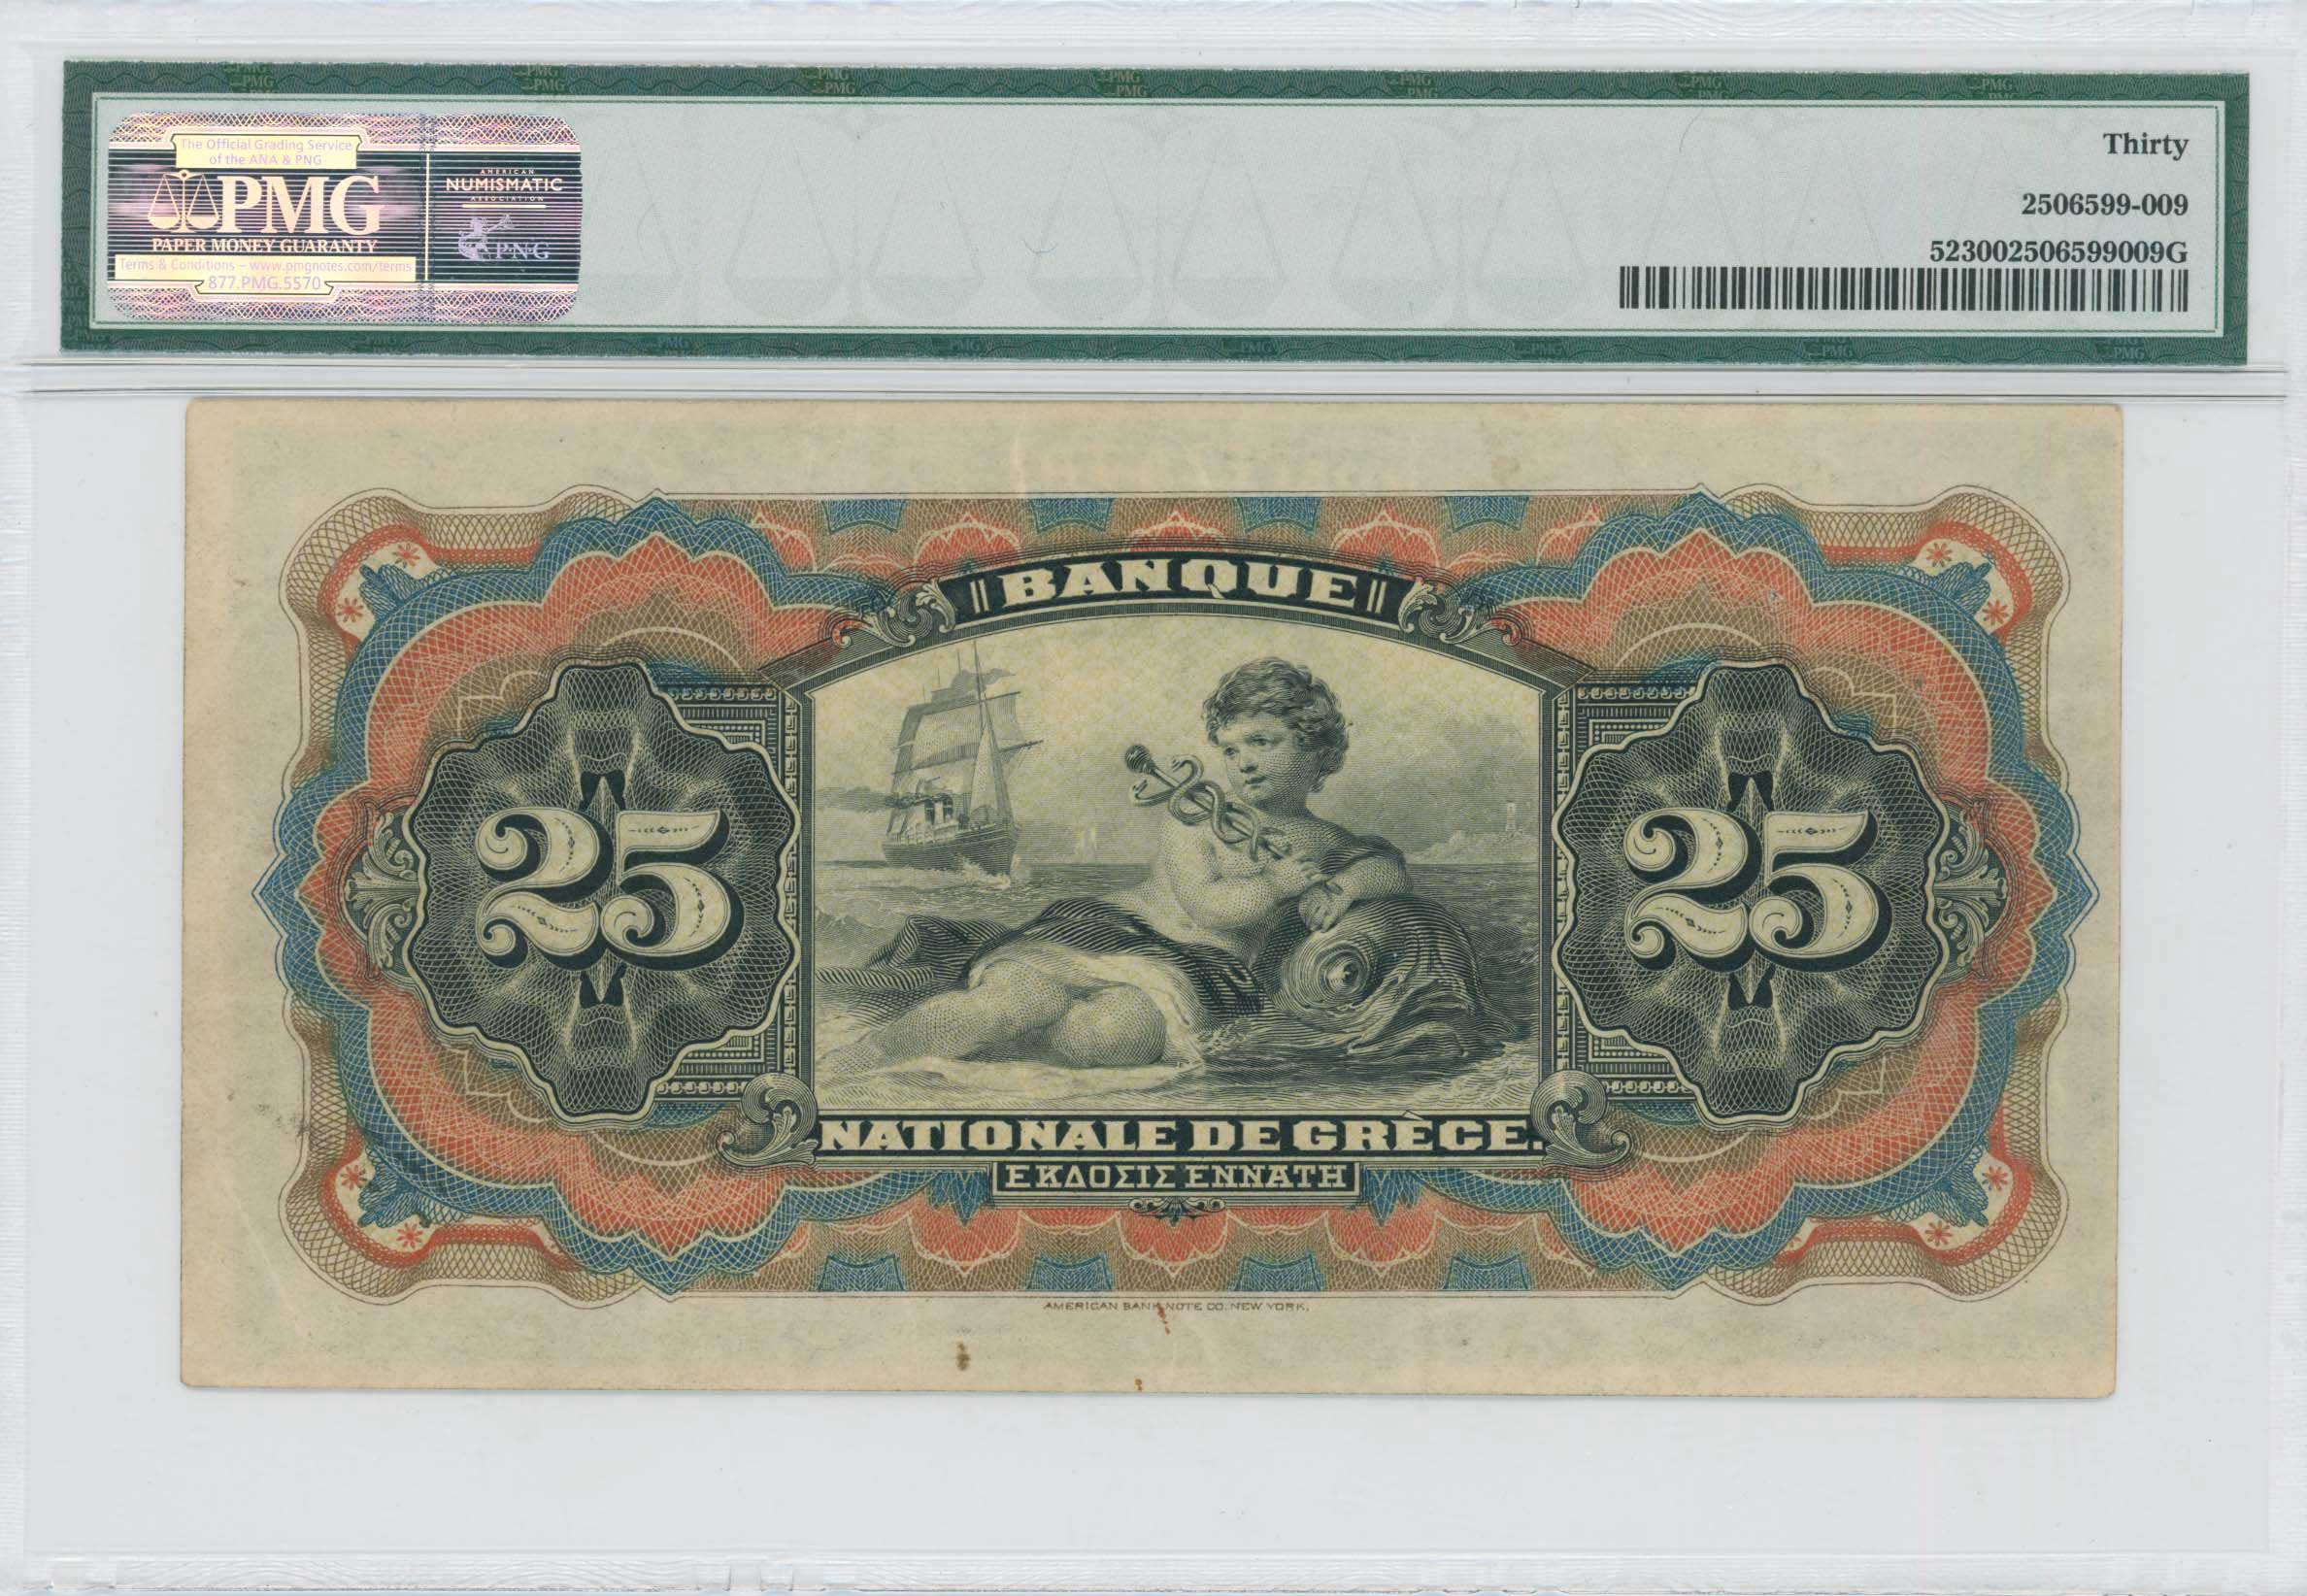 The Official Grading Service
of the ANA & PNG
PMG
PAPER MONEY GUARANTY
Terms & Conditions – www.pmgnotes.com/terms
877.PMG.5570
AMERICAN
NUMISMATIC
ASSOCIATION
P·N·G
Thirty
2506599-009
523002506599009G
BANQUE
25
25
NATIONALE DE GRÈCE.
ΕΚΔΟΣΙΣ ΕΝΝΑΤΗ
AMERICAN BANK NOTE CO. NEW YORK.